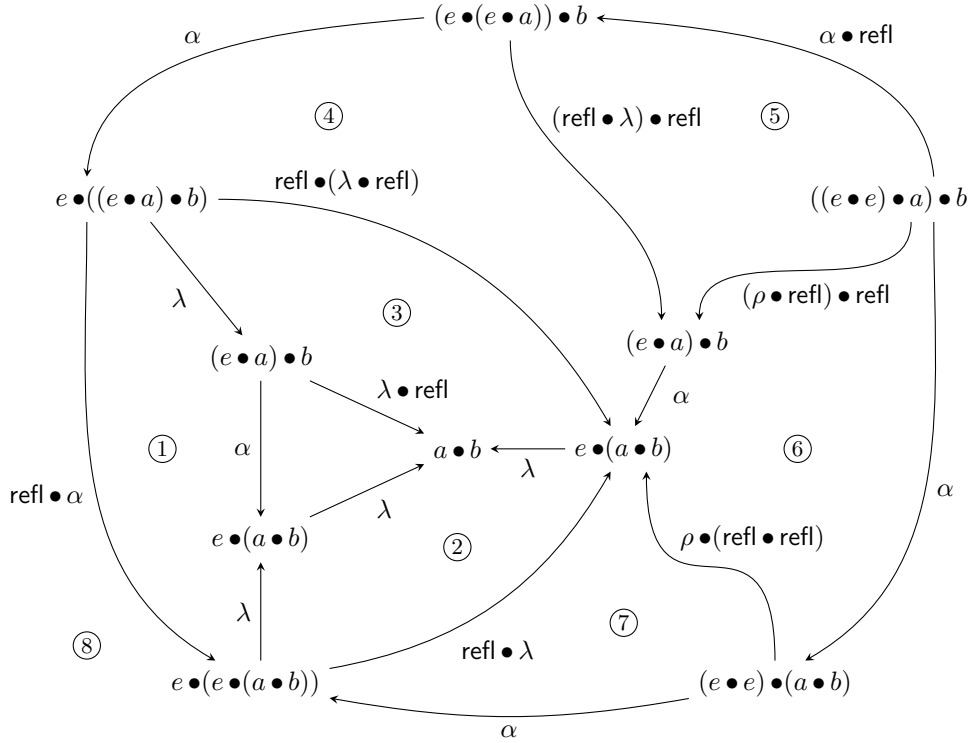 (e • (e • a)) • b
α
α • refl
④
(refl • λ) • refl
⑤
refl • (λ • refl)
e • ((e • a) • b)
((e • e) • a) • b
λ
(ρ • refl) • refl
③
(e • a) • b
(e • a) • b
λ • refl
α
①
α
a • b
λ
e • (a • b)
⑥
refl • α
α
λ
e • (a • b)
②
ρ • (refl • refl)
λ
⑦
⑧
refl • λ
e • (e • (a • b))
(e • e) • (a • b)
α